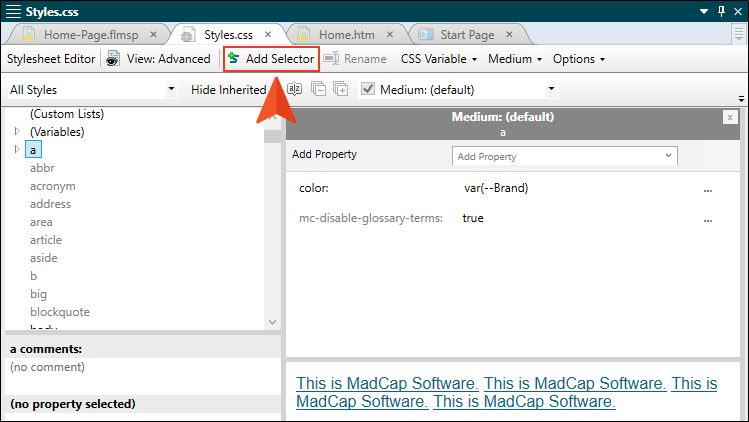 Styles.css
Home-Page.flmsp
Styles.css
Home.htm
Start Page
Stylesheet Editor
View: Advanced
Add Selector
Rename
CSS Variable
Medium
Options
All Styles
Hide Inherited
Medium: (default)
(Custom Lists)
(Variables)
a
abbr
acronym
address
area
article
aside
b
big
blockquote
body
a comments:
(no comment)
(no property selected)
Medium: (default)
a
Add Property
Add Property
color:
var(--Brand)
...
mc-disable-glossary-terms:
true
...
This is MadCap Software. This is MadCap Software. This is
MadCap Software. This is MadCap Software.